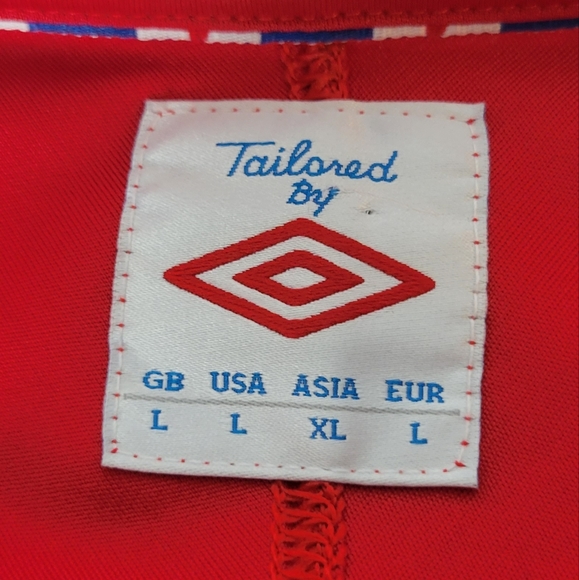 Tailored
By
GB USA ASIA EUR
L L XL L